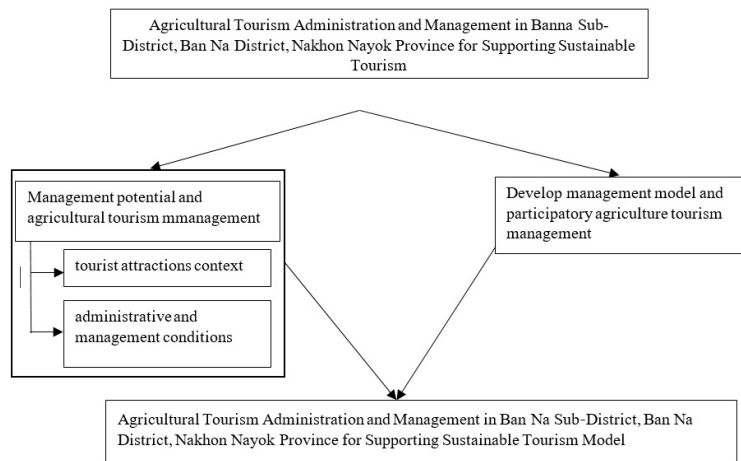 Agricultural Tourism Administration and Management in Banna Sub-
District, Ban Na District, Nakhon Nayok Province for Supporting Sustainable
Tourism
Management potential and
agricultural tourism mmanagement
tourist attractions context
administrative and
management conditions
Develop management model and
participatory agriculture tourism
management
Agricultural Tourism Administration and Management in Ban Na Sub-District, Ban Na
District, Nakhon Nayok Province for Supporting Sustainable Tourism Model